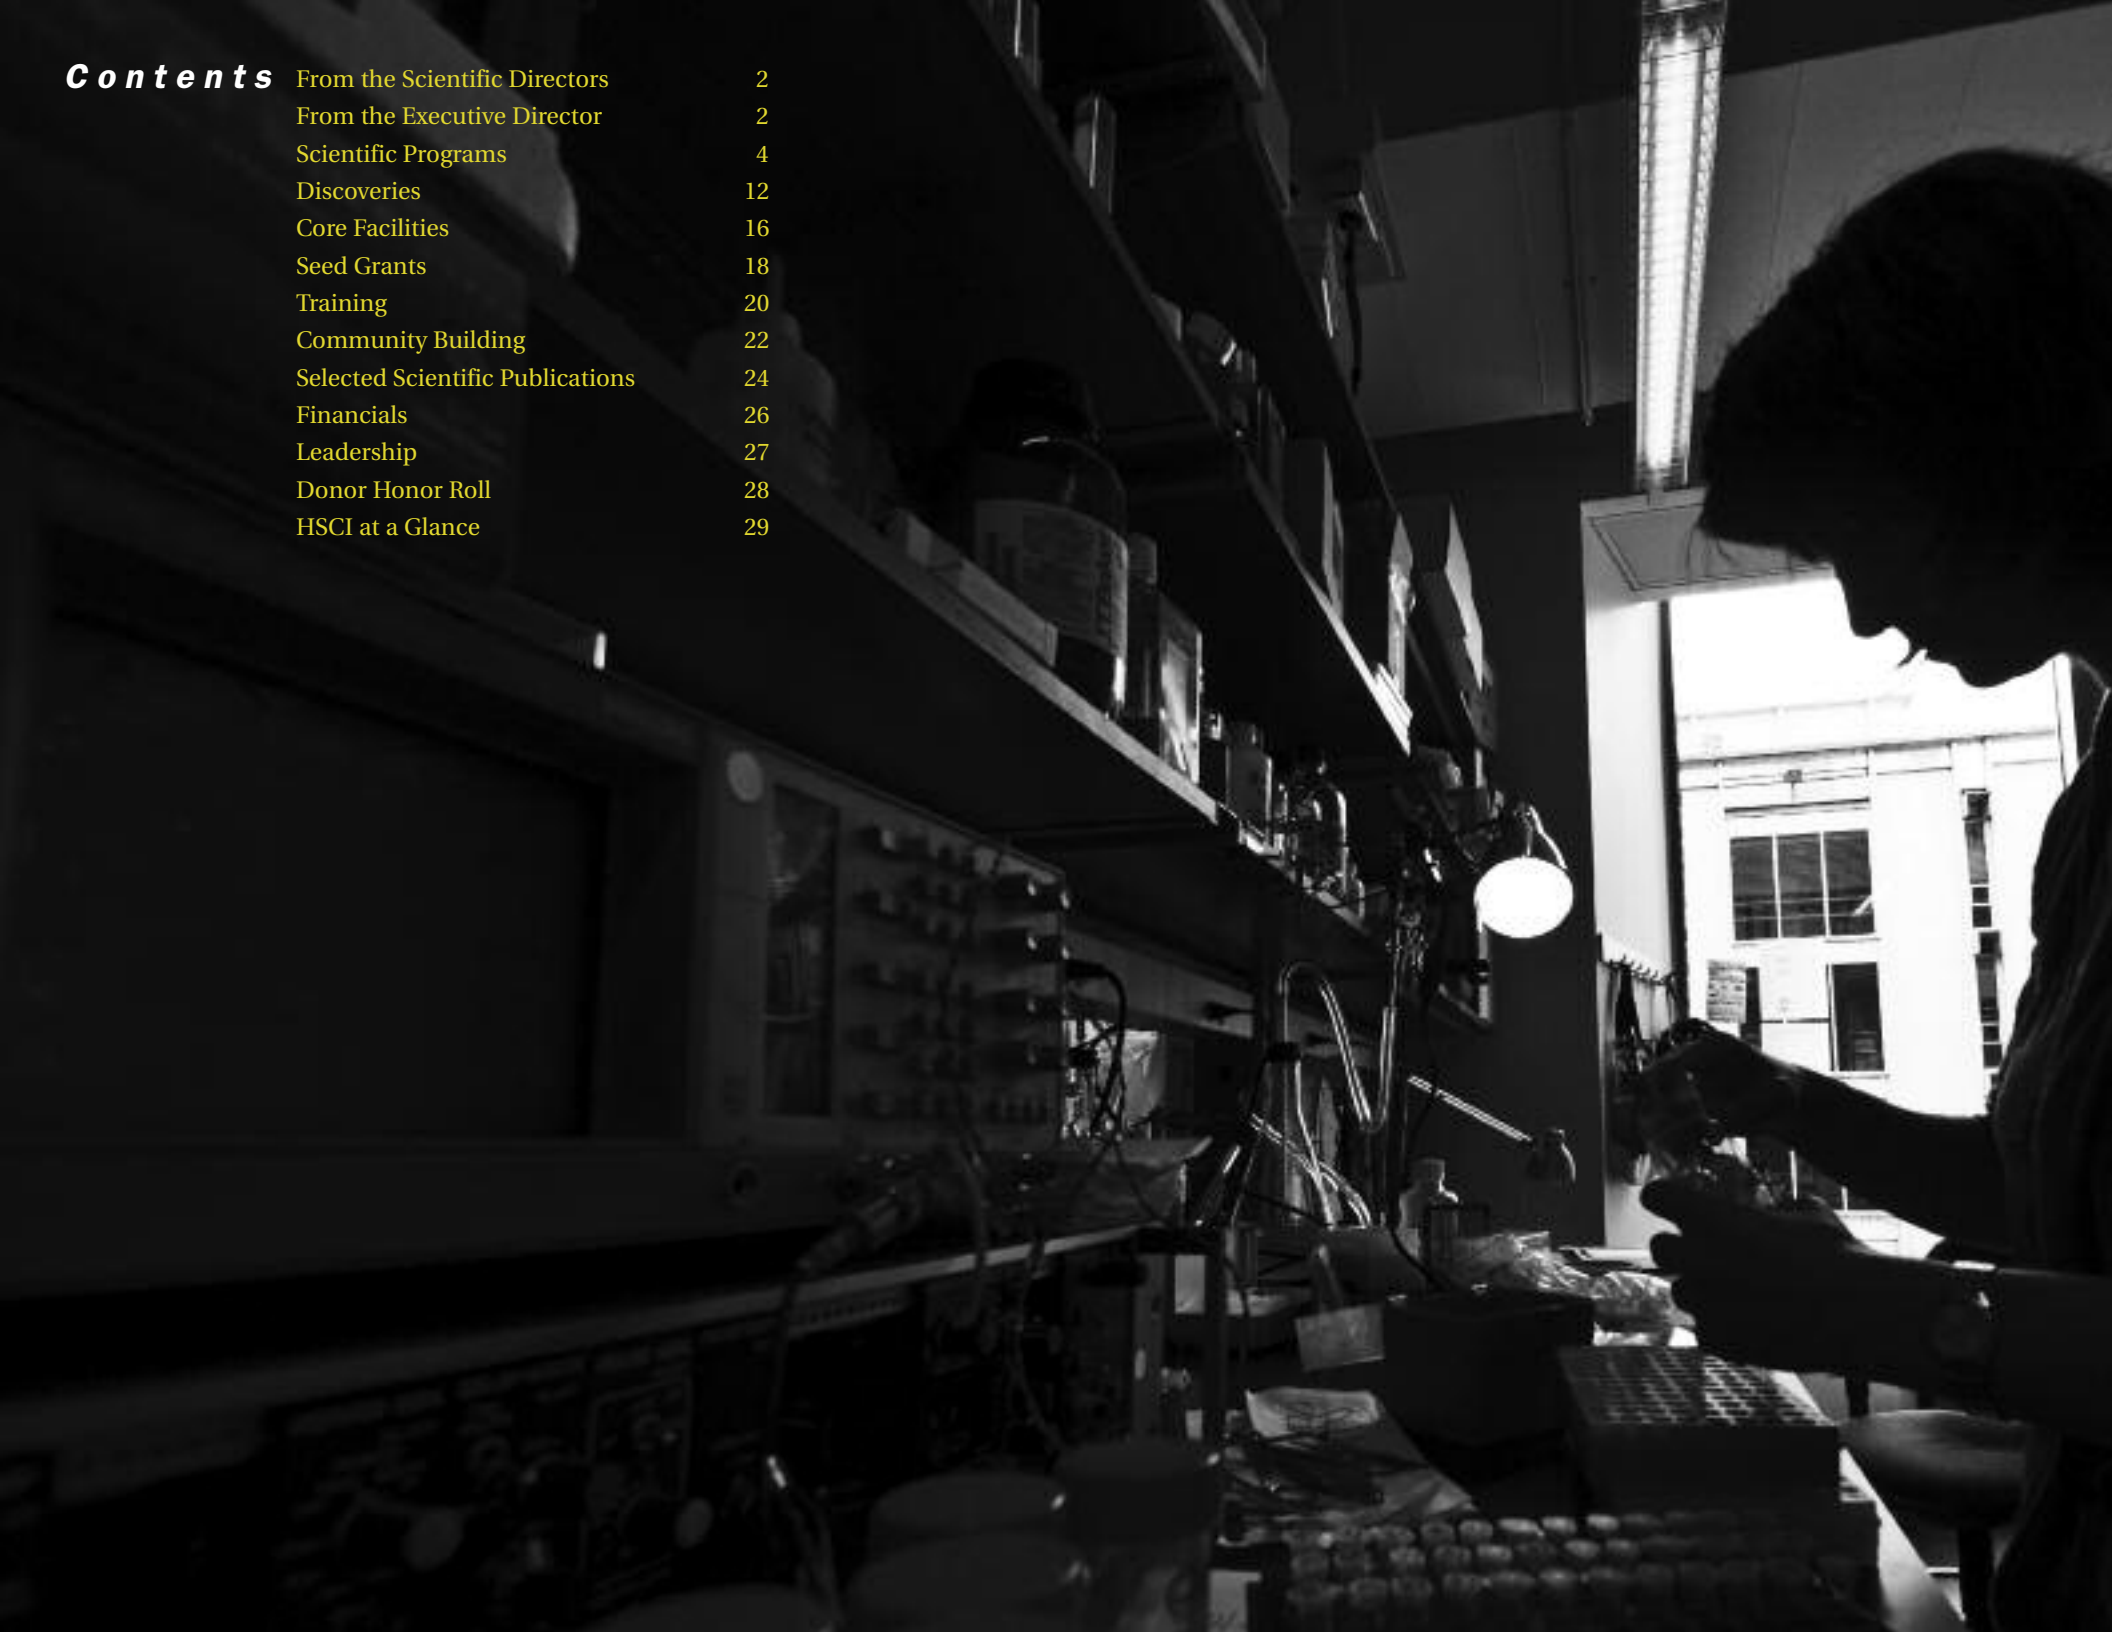 Contents
From the Scientific Directors 2
From the Executive Director 2
Scientific Programs 4
Discoveries 12
Core Facilities 16
Seed Grants 18
Training 20
Community Building 22
Selected Scientific Publications 24
Financials 26
Leadership 27
Donor Honor Roll 28
HSCI at a Glance 29